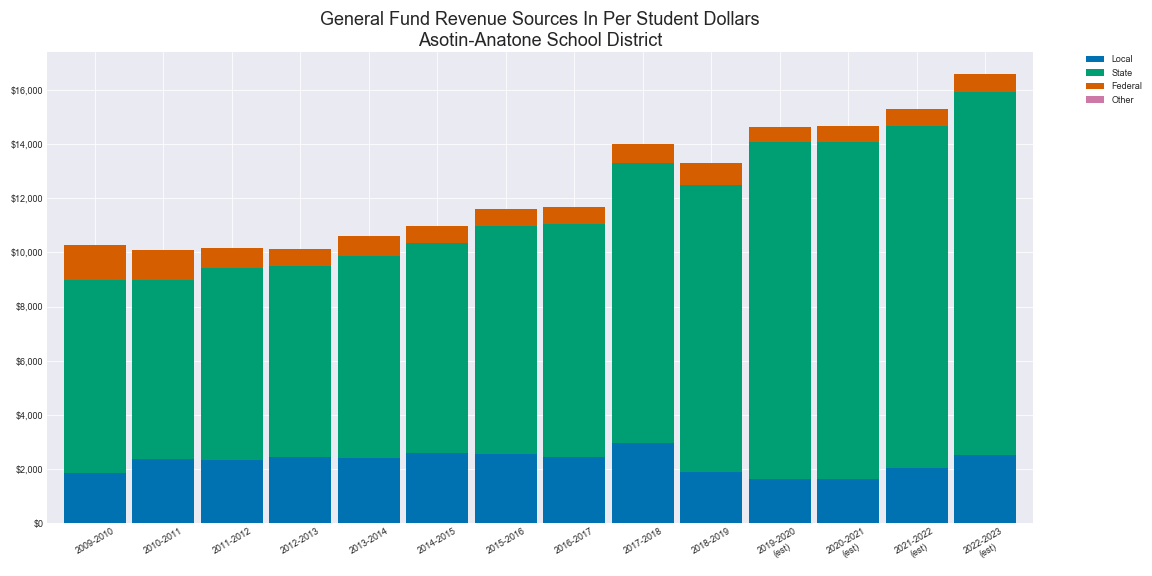 General Fund Revenue Sources In Per Student Dollars
Asotin-Anatone School District
Local
State
Federal
Other
$16,000
$14,000
$12,000
$10,000
$8,000
$6,000
$4,000
$2,000
$0
2009-2010
2010-2011
2011-2012
2012-2013
2013-2014
2014-2015
2015-2016
2016-2017
2017-2018
2018-2019
2019-2020
(est)
2020-2021
(est)
2021-2022
(est)
2022-2023
(est)